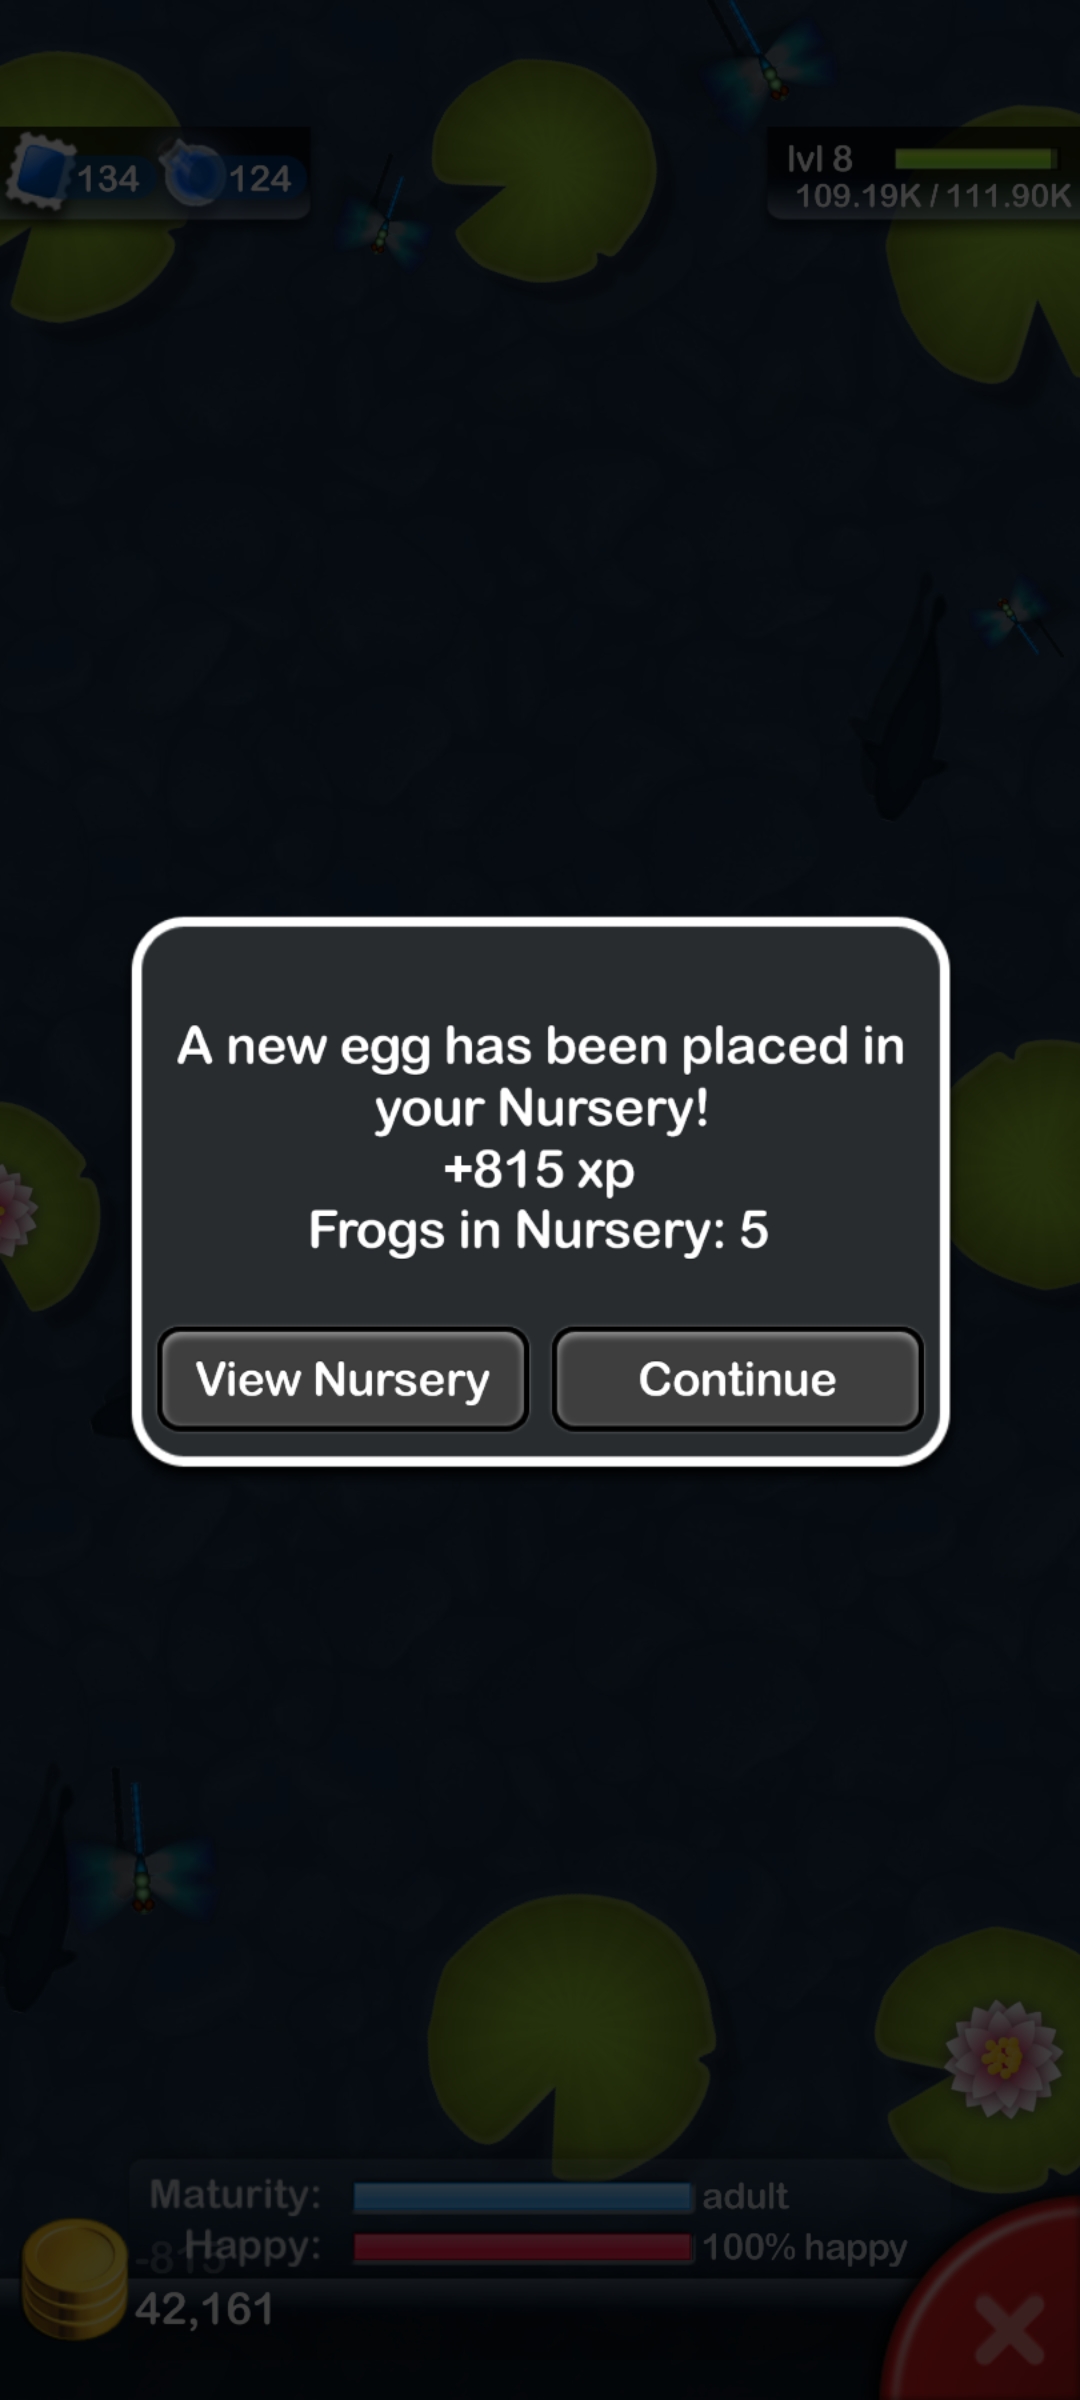 134
124
lvl 8
109.19K / 111.90K
A new egg has been placed in
your Nursery!
+815 xp
Frogs in Nursery: 5
View Nursery
Continue
Maturity:
adult
Happy:
100% happy
-815
42,161